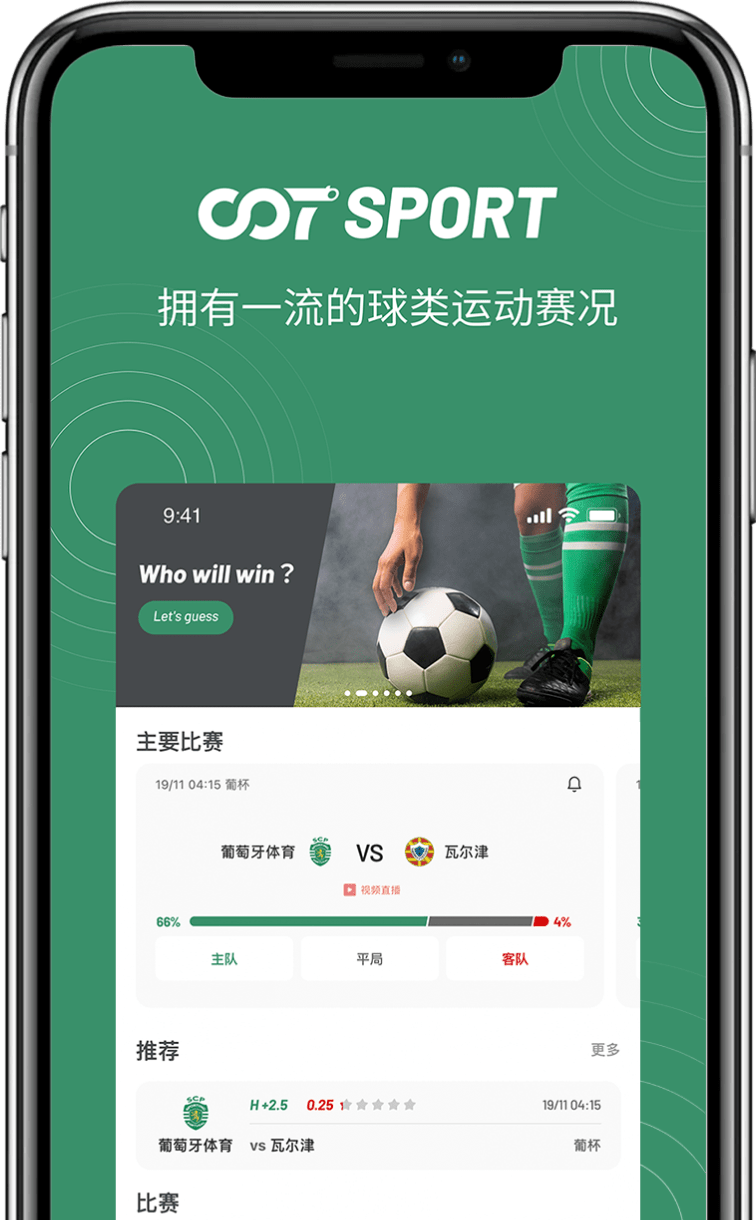 COT SPORT
拥有一流的球类运动赛况
9:41
Who will win?
Let's guess
主要比赛
19/11 04:15 葡杯
葡萄牙体育 SCP VS 瓦尔津
视频直播
66% 4%
主队 平局 客队
推荐 更多
SCP
H +2.5 0.25 19/11 04:15
葡萄牙体育 vs 瓦尔津 葡杯
比赛